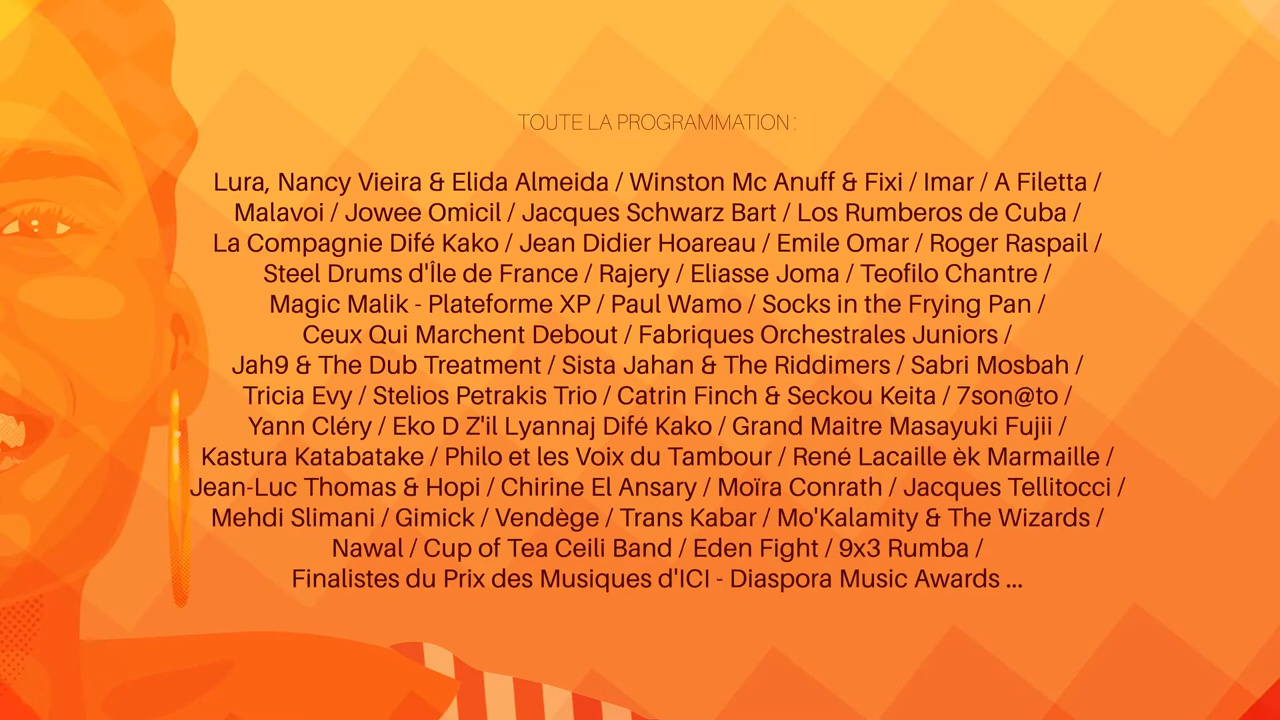 TOUTE LA PROGRAMMATION :
Lura, Nancy Vieira & Elida Almeida / Winston Mc Anuff & Fixi / Imar / A Filetta /
Malavoi / Jowee Omicil / Jacques Schwarz Bart / Los Rumberos de Cuba /
La Compagnie Difé Kako / Jean Didier Hoareau / Emile Omar / Roger Raspail /
Steel Drums d'Île de France / Rajery / Eliasse Joma / Teofilo Chantre /
Magic Malik - Plateforme XP / Paul Wamo / Socks in the Frying Pan /
Ceux Qui Marchent Debout / Fabriques Orchestrales Juniors /
Jah9 & The Dub Treatment / Sista Jahan & The Riddimers / Sabri Mosbah /
Tricia Evy / Stelios Petrakis Trio / Catrin Finch & Seckou Keita / 7son@to /
Yann Cléry / Eko D Z'il Lyannaj Difé Kako / Grand Maitre Masayuki Fujii /
Kastura Katabatake / Philo et les Voix du Tambour / René Lacaille èk Marmaille /
Jean-Luc Thomas & Hopi / Chirine El Ansary / Moïra Conrath / Jacques Tellitocci /
Mehdi Slimani / Gimick / Vendège / Trans Kabar / Mo'Kalamity & The Wizards /
Nawal / Cup of Tea Ceili Band / Eden Fight / 9x3 Rumba /
Finalistes du Prix des Musiques d'ICI - Diaspora Music Awards ...